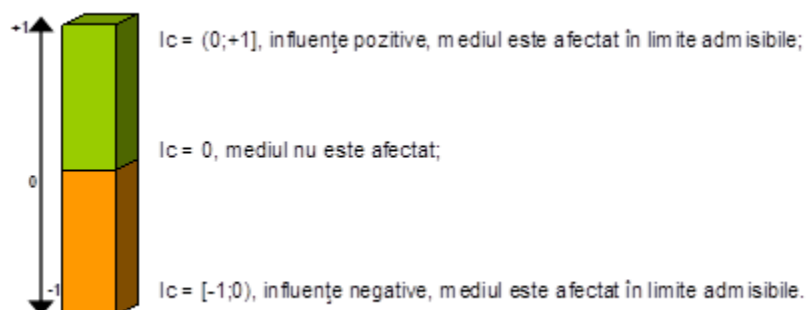 +1
Ic = (0;+1], influenţe pozitive, mediul este afectat în limite admisibile;
Ic = 0, mediul nu este afectat;
0
-1
Ic = [-1;0), influenţe negative, mediul este afectat în limite admisibile.